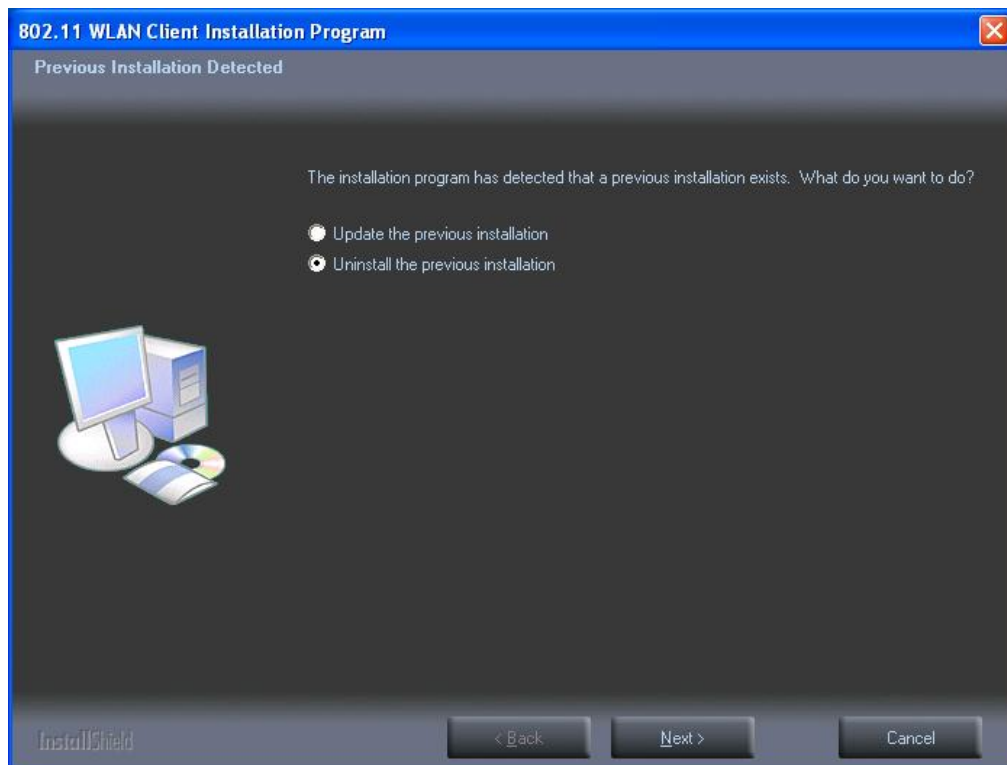 802.11 WLAN Client Installation Program
Previous Installation Detected
The installation program has detected that a previous installation exists. What do you want to do?
Update the previous installation
Uninstall the previous installation
InstallShield
< Back
Next >
Cancel